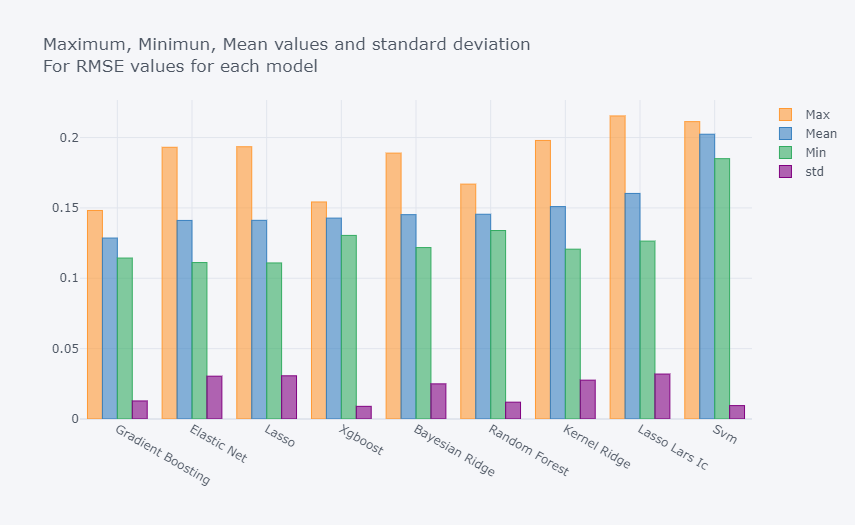 Maximum, Minimun, Mean values and standard deviation
For RMSE values for each model
Max
Mean
Min
std
0.2
0.15
0.1
0.05
0
Gradient Boosting
Elastic Net
Lasso
Xgboost
Bayesian Ridge
Random Forest
Kernel Ridge
Lasso Lars Ic
Svm